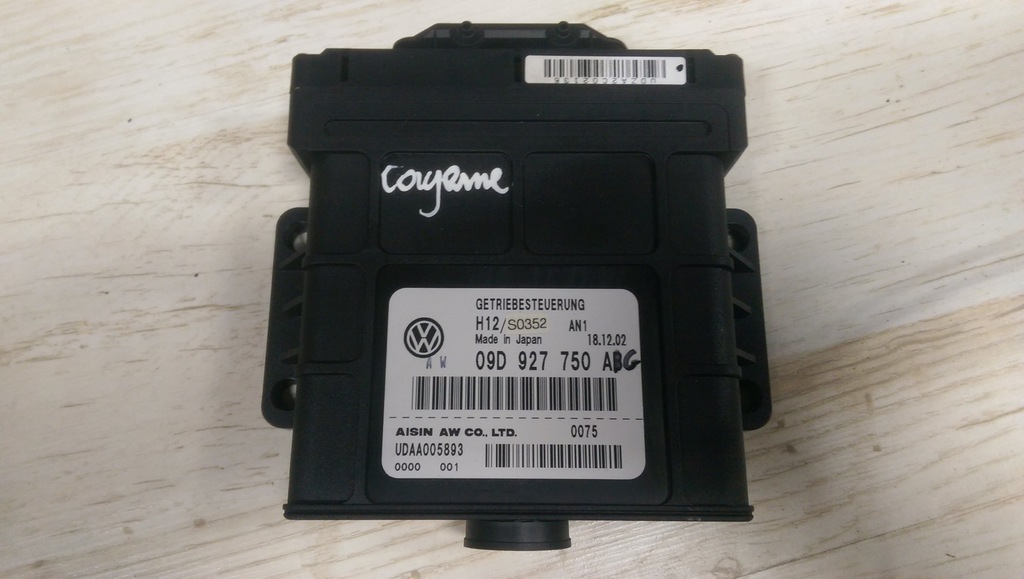 UDZA2C02136
Cayenne
GETRIEBESTEUERUNG
H12/S0352 AN1
Made in Japan 18.12.02
A W 09D 927 750
AISIN AW CO., LTD. 0075
UDAA005893
0000 001